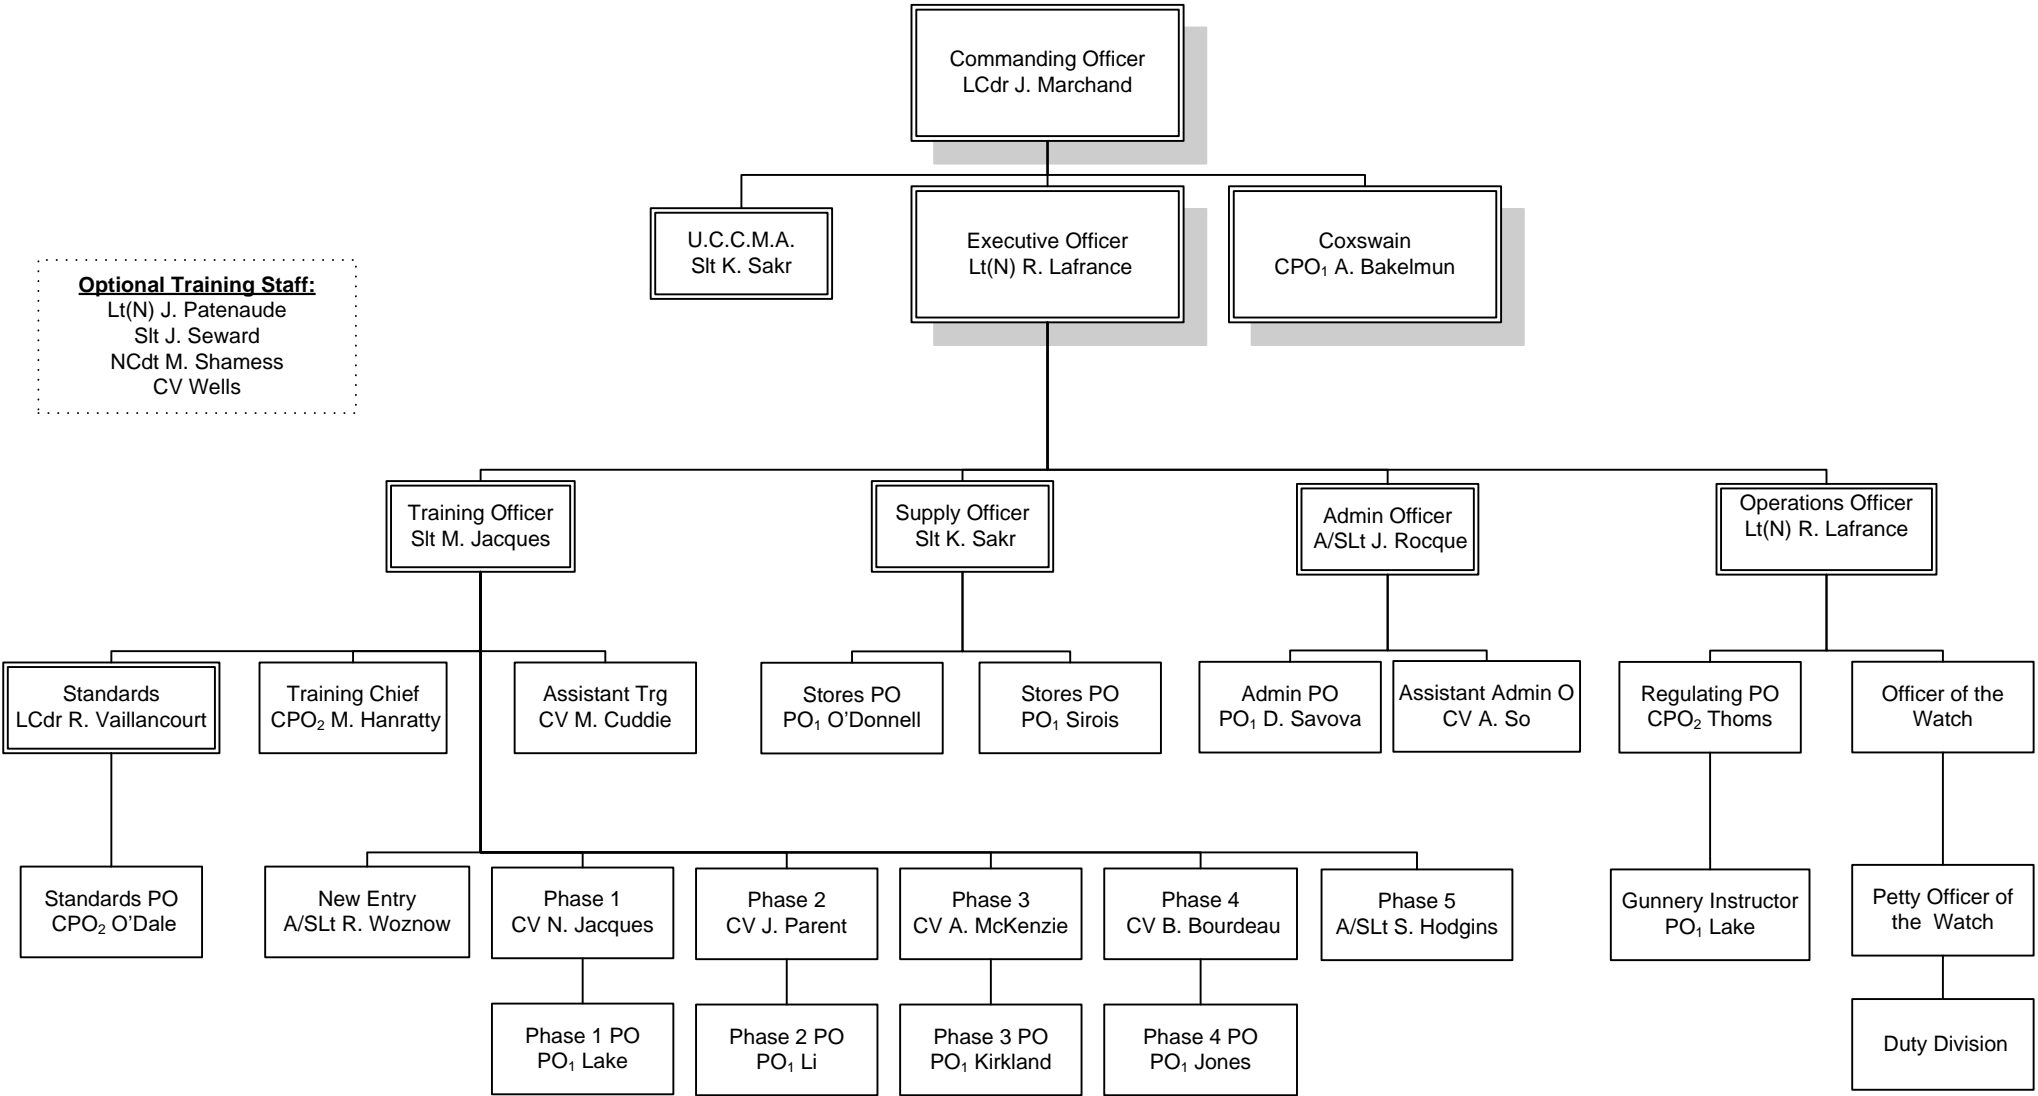 Commanding Officer
LCdr J. Marchand
U.C.C.M.A.
Slt K. Sakr
Executive Officer
Lt(N) R. Lafrance
Coxswain
CPO₁ A. Bakelmun
Optional Training Staff:
Lt(N) J. Patenaude
Slt J. Seward
NCdt M. Shamess
CV Wells
Training Officer
Slt M. Jacques
Supply Officer
Slt K. Sakr
Admin Officer
A/SLt J. Rocque
Operations Officer
Lt(N) R. Lafrance
Standards
LCdr R. Vaillancourt
Training Chief
CPO₂ M. Hanratty
Assistant Trg
CV M. Cuddie
Stores PO
PO₁ O’Donnell
Stores PO
PO₁ Sirois
Admin PO
PO₁ D. Savova
Assistant Admin O
CV A. So
Regulating PO
CPO₂ Thoms
Officer of the
Watch
Standards PO
CPO₂ O’Dale
New Entry
A/SLt R. Woznow
Phase 1
CV N. Jacques
Phase 2
CV J. Parent
Phase 3
CV A. McKenzie
Phase 4
CV B. Bourdeau
Phase 5
A/SLt S. Hodgins
Gunnery Instructor
PO₁ Lake
Petty Officer of
the Watch
Phase 1 PO
PO₁ Lake
Phase 2 PO
PO₁ Li
Phase 3 PO
PO₁ Kirkland
Phase 4 PO
PO₁ Jones
Duty Division